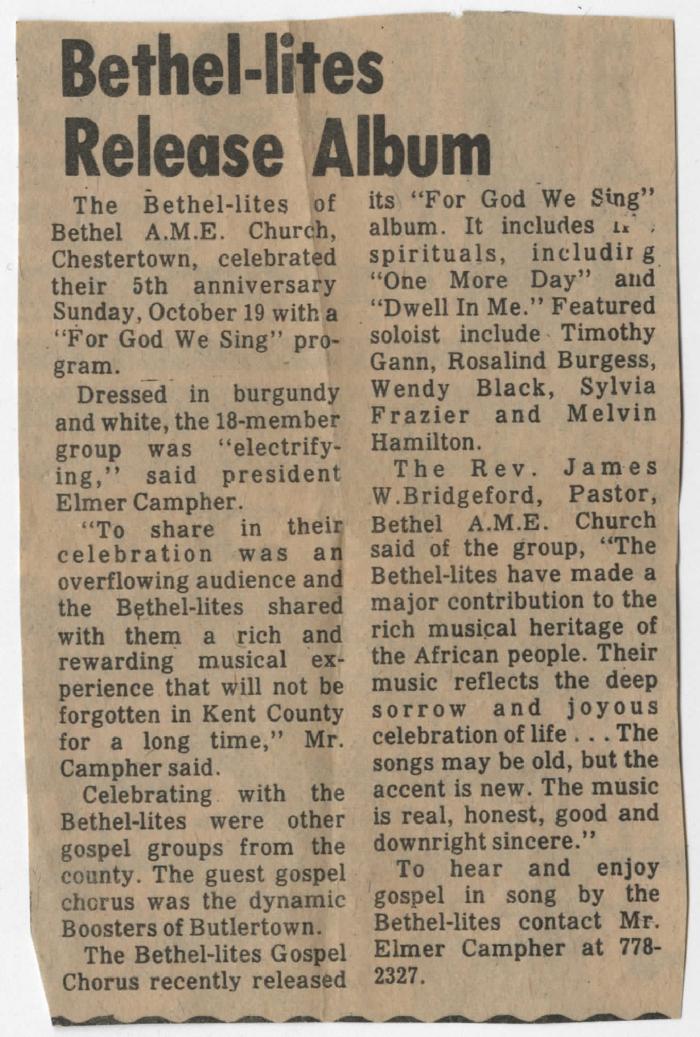 Bethel-lites
Release Album
The Bethel-lites of
Bethel A.M.E. Church,
Chestertown, celebrated
their 5th anniversary
Sunday, October 19 with a
"For God We Sing" pro-
gram.
Dressed in burgundy
and white, the 18-member
group was "electrify-
ing," said president
Elmer Campher.
"To share in their
celebration was an
overflowing audience and
the Bethel-lites shared
with them a rich and
rewarding musical ex-
perience that will not be
forgotten in Kent County
for a long time," Mr.
Campher said.
Celebrating with the
Bethel-lites were other
gospel groups from the
county. The guest gospel
chorus was the dynamic
Boosters of Butlertown.
The Bethel-lites Gospel
Chorus recently released
its "For God We Sing"
album. It includes
spirituals, including
"One More Day" and
"Dwell In Me." Featured
soloist include Timothy
Gann, Rosalind Burgess,
Wendy Black, Sylvia
Frazier and Melvin
Hamilton.
The Rev. James
W.Bridgeford, Pastor,
Bethel A.M.E. Church
said of the group, "The
Bethel-lites have made a
major contribution to the
rich musical heritage of
the African people. Their
music reflects the deep
sorrow and joyous
celebration of life . . . The
songs may be old, but the
accent is new. The music
is real, honest, good and
downright sincere."
To hear and enjoy
gospel in song by the
Bethel-lites contact Mr.
Elmer Campher at 778-
2327.